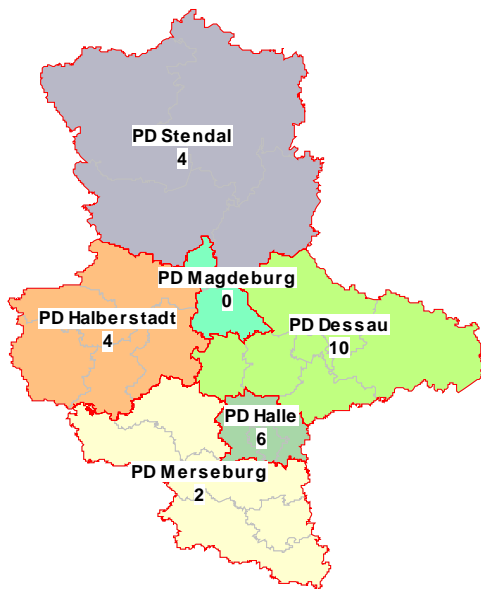 PD Stendal
4
PD Magdeburg
0
PD Halberstadt
4
PD Dessau
10
PD Halle
6
PD Merseburg
2